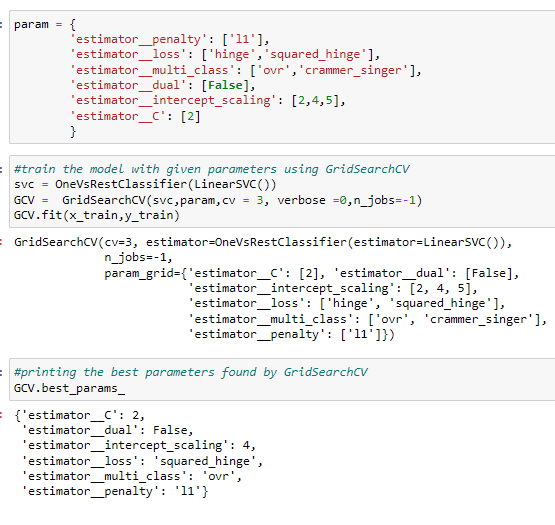 param = {
        'estimator__penalty': ['l1'],
        'estimator__loss': ['hinge','squared_hinge'],
        'estimator__multi_class': ['ovr','crammer_singer'],
        'estimator__dual': [False],
        'estimator__intercept_scaling': [2,4,5],
        'estimator__C': [2]
        }
#train the model with given parameters using GridSearchCV
svc = OneVsRestClassifier(LinearSVC())
GCV =  GridSearchCV(svc,param,cv = 3, verbose =0,n_jobs=-1)
GCV.fit(x_train,y_train)
GridSearchCV(cv=3, estimator=OneVsRestClassifier(estimator=LinearSVC()),
             n_jobs=-1,
             param_grid={'estimator__C': [2], 'estimator__dual': [False],
                         'estimator__intercept_scaling': [2, 4, 5],
                         'estimator__loss': ['hinge', 'squared_hinge'],
                         'estimator__multi_class': ['ovr', 'crammer_singer'],
                         'estimator__penalty': ['l1']})
#printing the best parameters found by GridSearchCV
GCV.best_params_
{'estimator__C': 2,
 'estimator__dual': False,
 'estimator__intercept_scaling': 4,
 'estimator__loss': 'squared_hinge',
 'estimator__multi_class': 'ovr',
 'estimator__penalty': 'l1'}